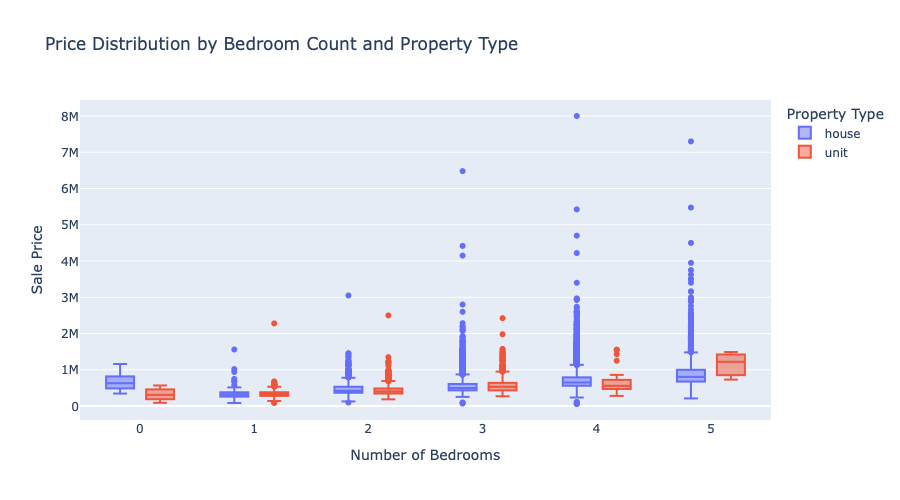 Price Distribution by Bedroom Count and Property Type
Property Type
house
unit
8M
7M
6M
5M
4M
3M
2M
1M
0
Sale Price
0 1 2 3 4 5
Number of Bedrooms